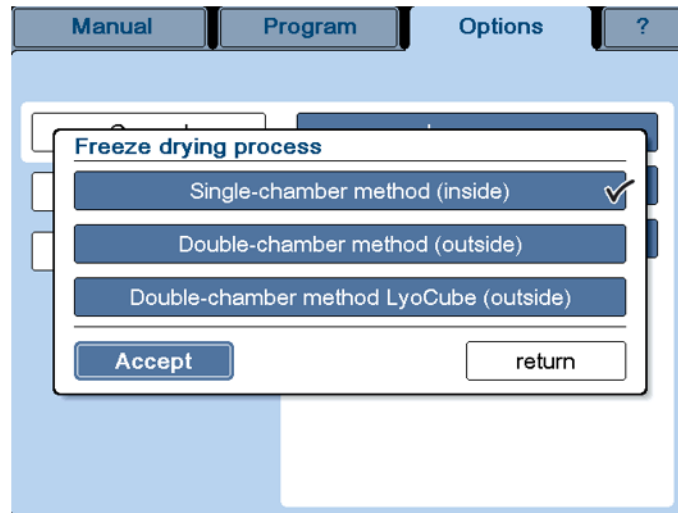 Manual
Program
Options
?
Freeze drying process
Single-chamber method (inside)
Double-chamber method (outside)
Double-chamber method LyoCube (outside)
Accept
return